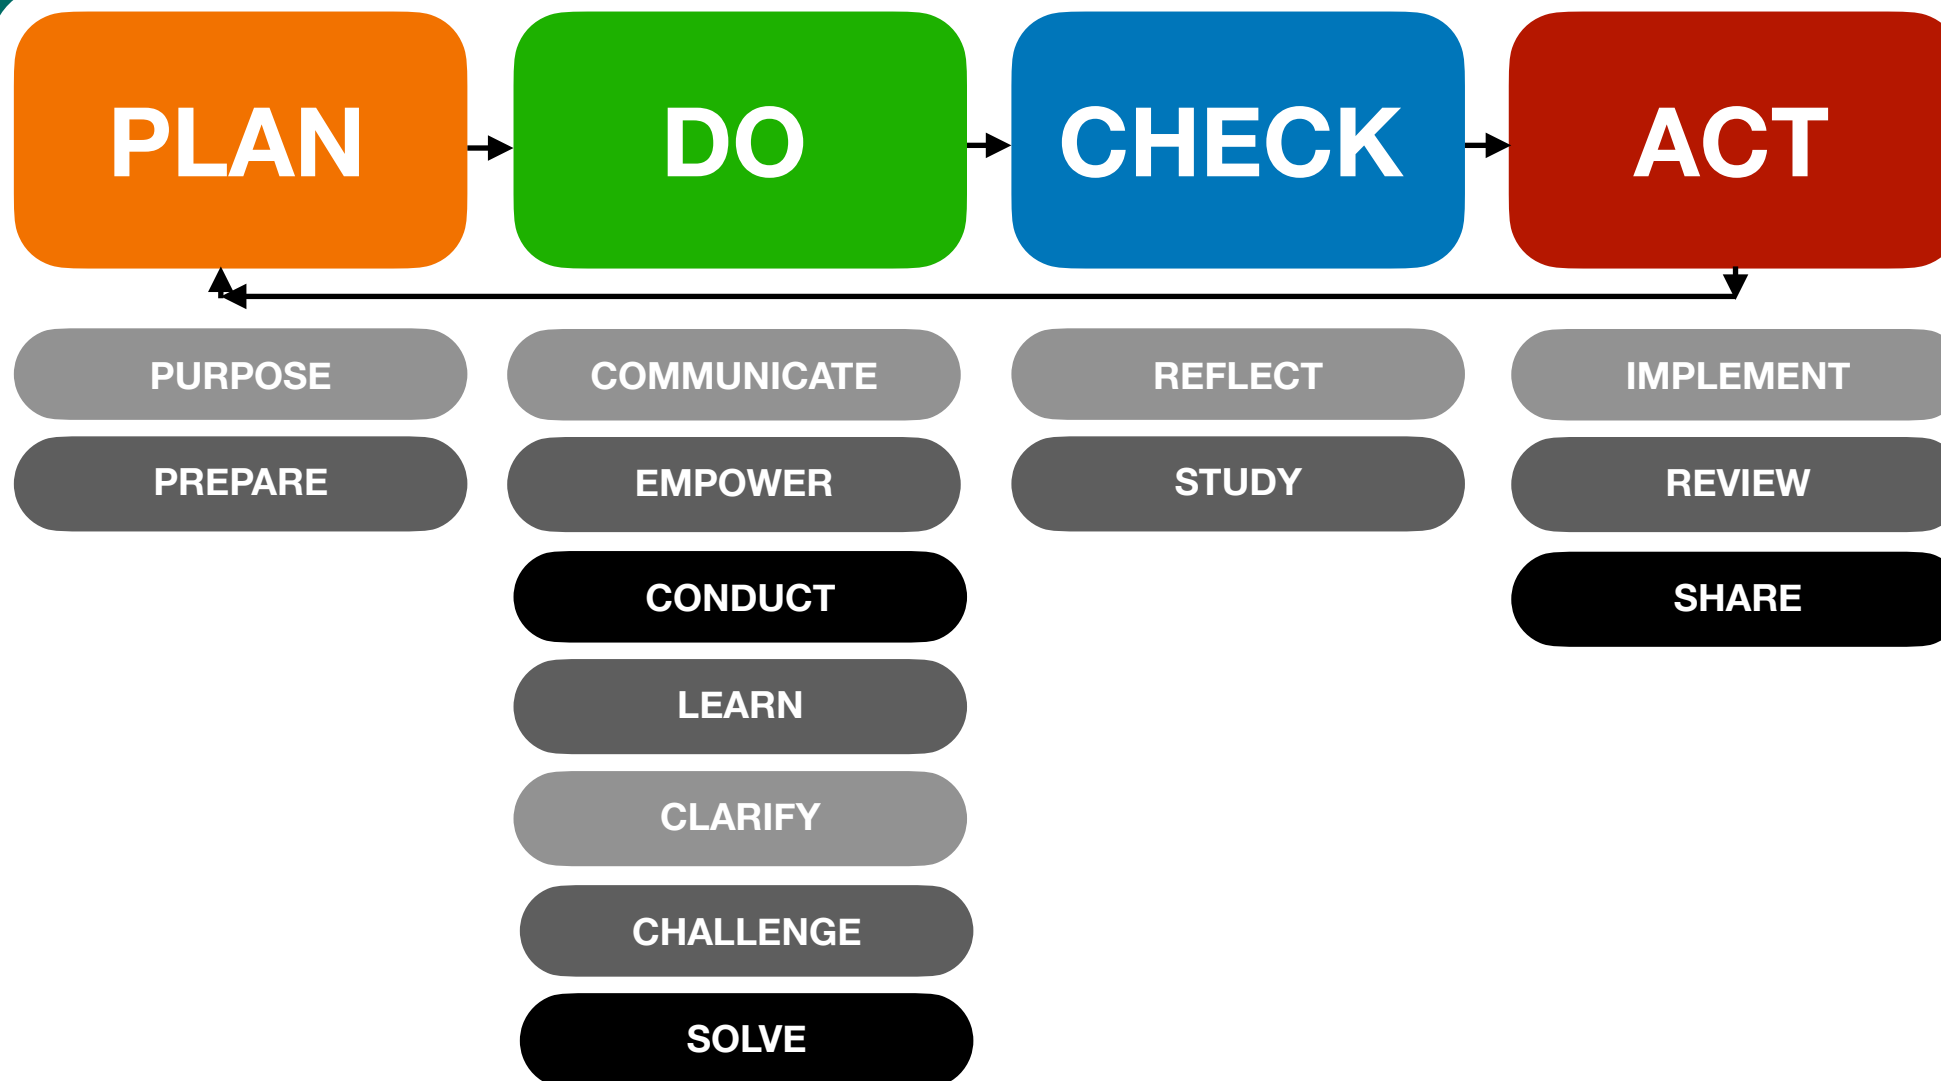 PLAN
DO
CHECK
ACT
PURPOSE
COMMUNICATE
REFLECT
IMPLEMENT
PREPARE
EMPOWER
STUDY
REVIEW
CONDUCT
SHARE
LEARN
CLARIFY
CHALLENGE
SOLVE